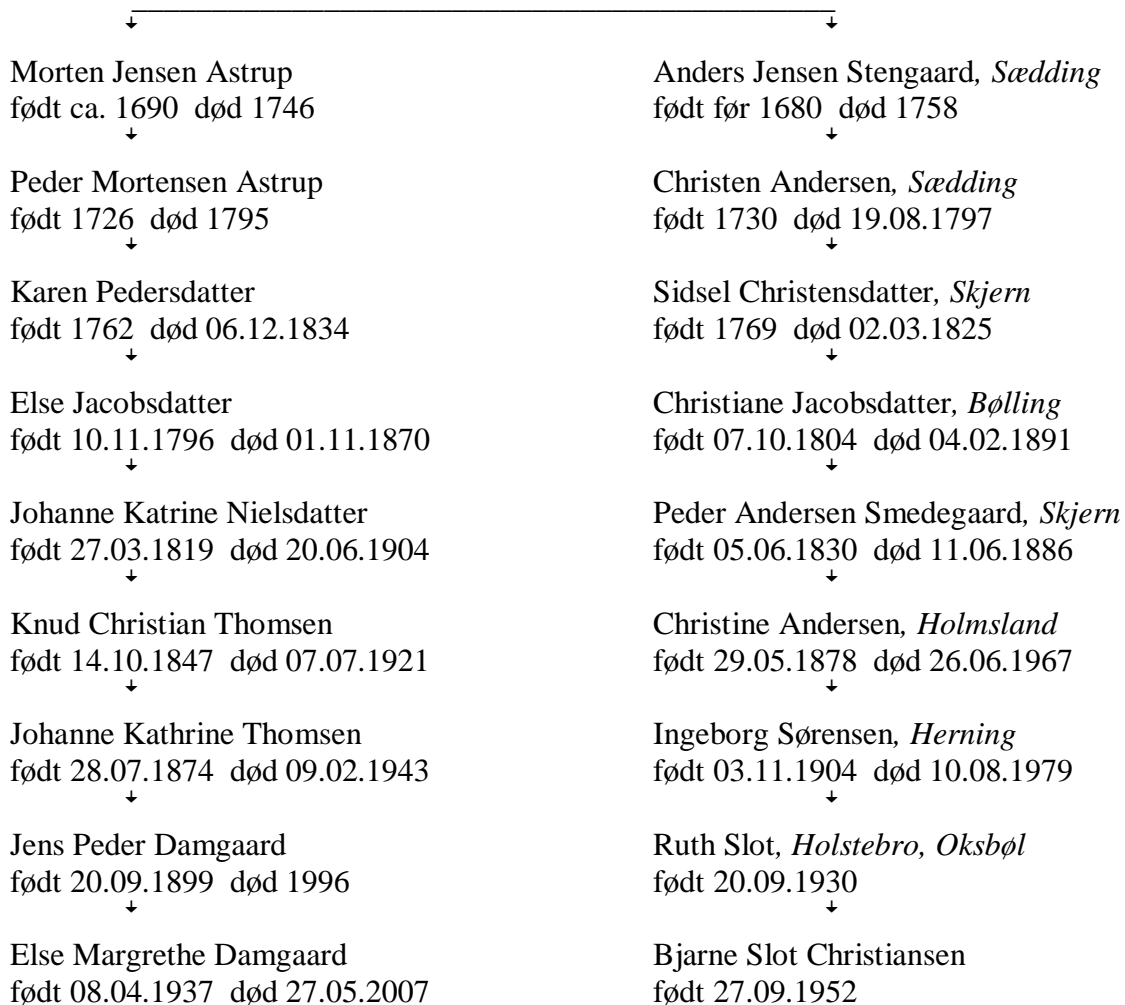 Morten Jensen Astrup
født ca. 1690 død 1746
Peder Mortensen Astrup
født 1726 død 1795
Karen Pedersdatter
født 1762 død 06.12.1834
Else Jacobsdatter
født 10.11.1796 død 01.11.1870
Johanne Katrine Nielsdatter
født 27.03.1819 død 20.06.1904
Knud Christian Thomsen
født 14.10.1847 død 07.07.1921
Johanne Kathrine Thomsen
født 28.07.1874 død 09.02.1943
Jens Peder Damgaard
født 20.09.1899 død 1996
Else Margrethe Damgaard
født 08.04.1937 død 27.05.2007
Anders Jensen Stengaard, Sædding
født før 1680 død 1758
Christen Andersen, Sædding
født 1730 død 19.08.1797
Sidsel Christensdatter, Skjern
født 1769 død 02.03.1825
Christiane Jacobsdatter, Bølling
født 07.10.1804 død 04.02.1891
Peder Andersen Smedegaard, Skjern
født 05.06.1830 død 11.06.1886
Christine Andersen, Holmsland
født 29.05.1878 død 26.06.1967
Ingeborg Sørensen, Herning
født 03.11.1904 død 10.08.1979
Ruth Slot, Holstebro, Oksbøl
født 20.09.1930
Bjarne Slot Christiansen
født 27.09.1952